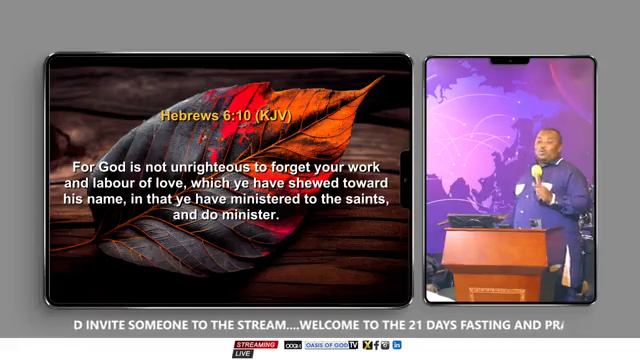 Hebrews 6:10 (KJV)
For God is not unrighteous to forget your work
and labour of love, which ye have shewed toward
his name, in that ye have ministered to the saints,
and do minister.
D INVITE SOMEONE TO THE STREAM....WELCOME TO THE 21 DAYS FASTING AND PRA
STREAMING
LIVE
OASIS OF GOD TV